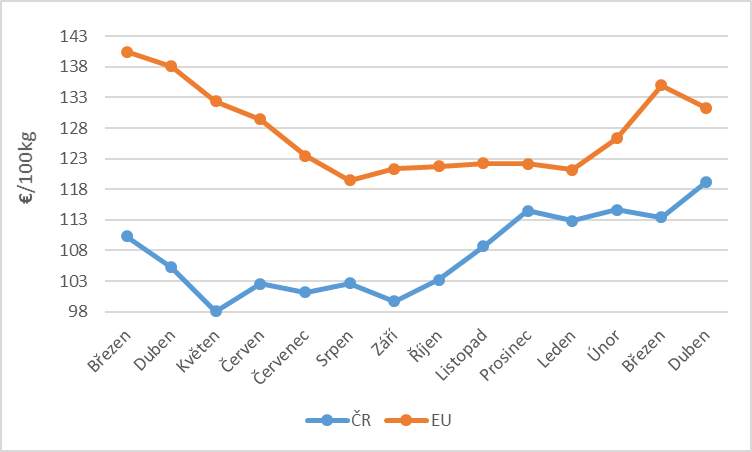 143
138
133
128
123
118
113
108
103
98
€/100kg
Březen
Duben
Květen
Červen
Červenec
Srpen
Září
Říjen
Listopad
Prosinec
Leden
Únor
Březen
Duben
ČR EU